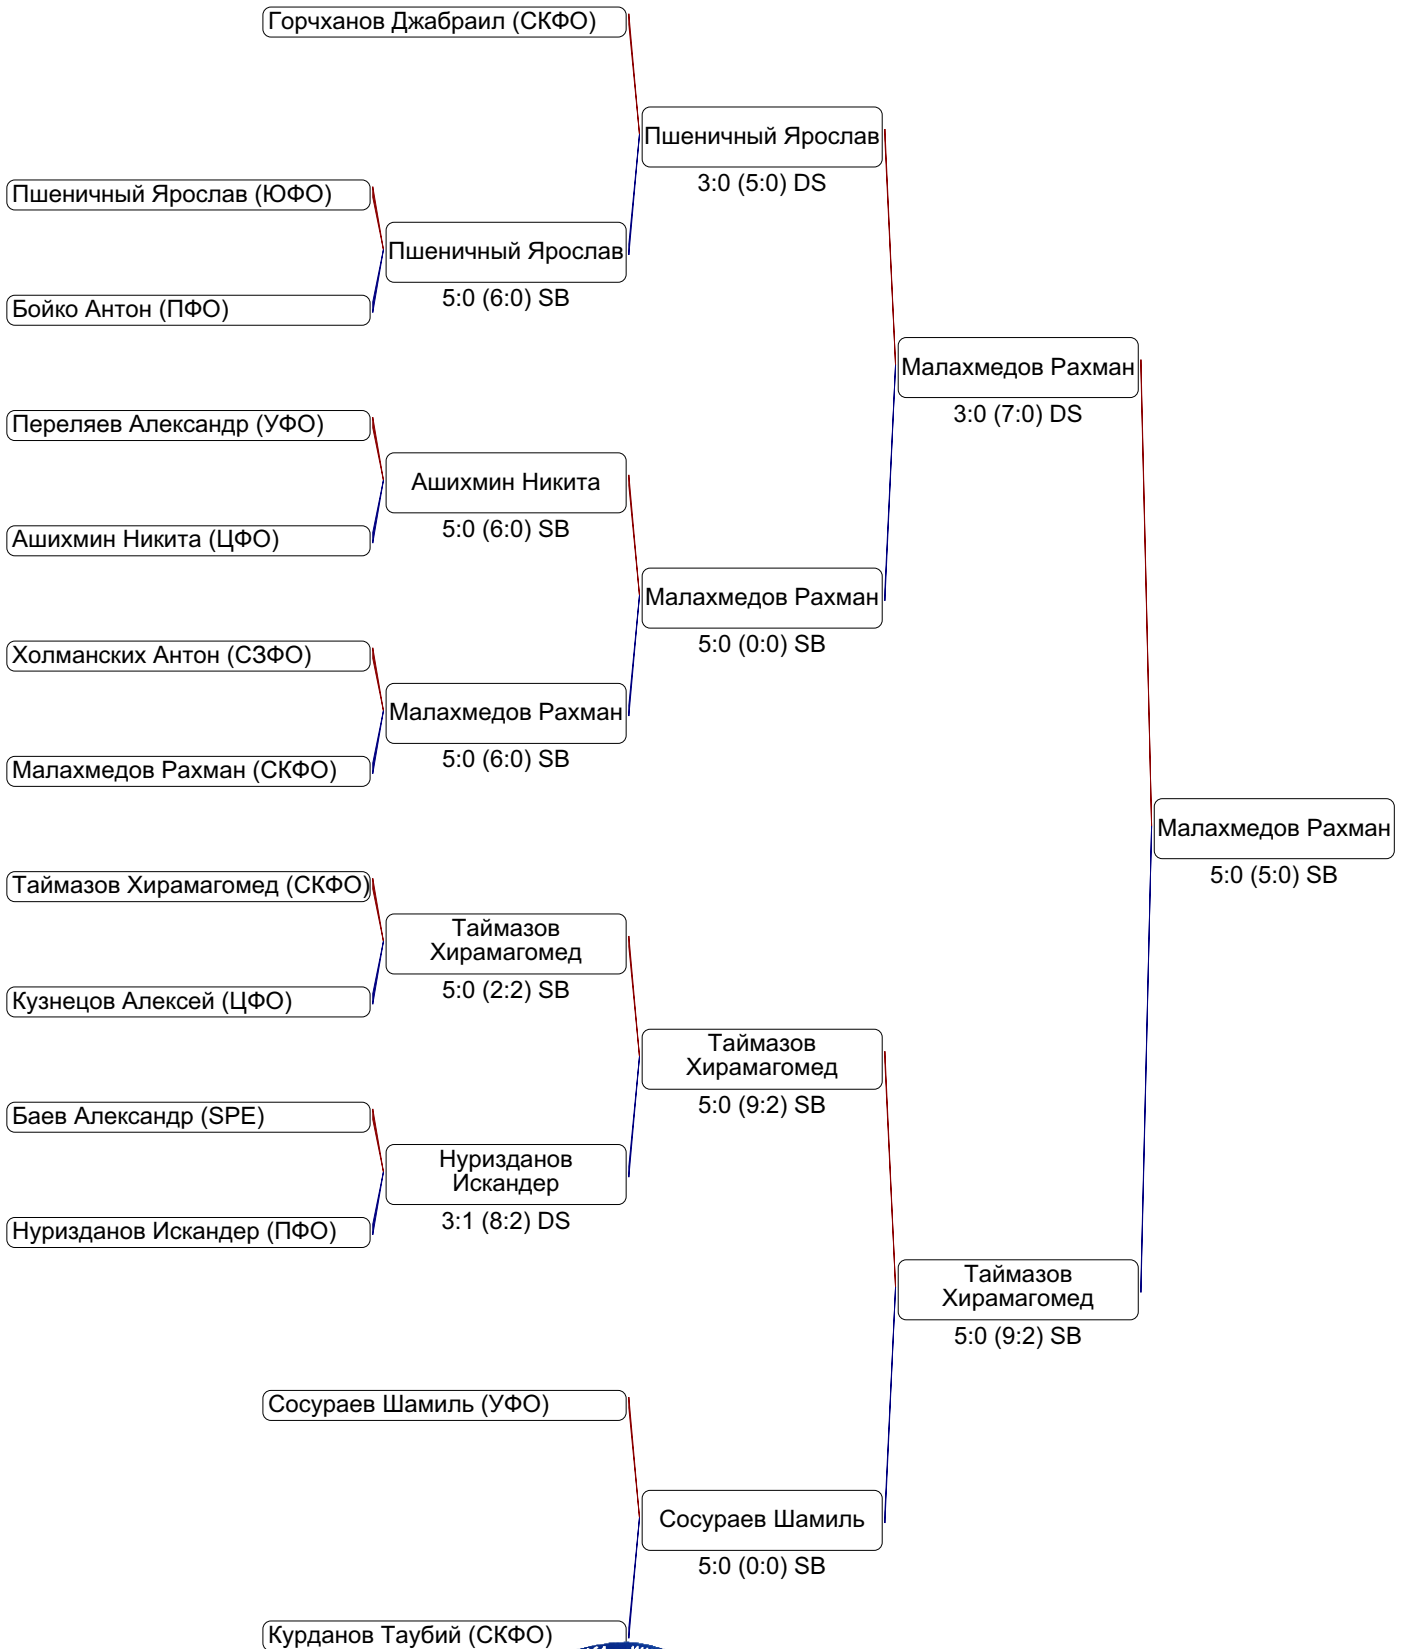 Горчханов Джабраил (СКФО)
Пшеничный Ярослав
3:0 (5:0) DS
Пшеничный Ярослав (ЮФО)
Пшеничный Ярослав
5:0 (6:0) SB
Бойко Антон (ПФО)
Малахмедов Рахман
3:0 (7:0) DS
Переляев Александр (УФО)
Ашихмин Никита
5:0 (6:0) SB
Ашихмин Никита (ЦФО)
Малахмедов Рахман
5:0 (0:0) SB
Холманских Антон (СЗФО)
Малахмедов Рахман
5:0 (6:0) SB
Малахмедов Рахман (СКФО)
Малахмедов Рахман
5:0 (5:0) SB
Таймазов Хирамагомед (СКФО)
Таймазов
Хирамагомед
5:0 (2:2) SB
Кузнецов Алексей (ЦФО)
Таймазов
Хирамагомед
5:0 (9:2) SB
Баев Александр (SPE)
Нуризданов
Искандер
3:1 (8:2) DS
Нуризданов Искандер (ПФО)
Таймазов
Хирамагомед
5:0 (9:2) SB
Сосураев Шамиль (УФО)
Сосураев Шамиль
5:0 (0:0) SB
Курданов Таубий (СКФО)